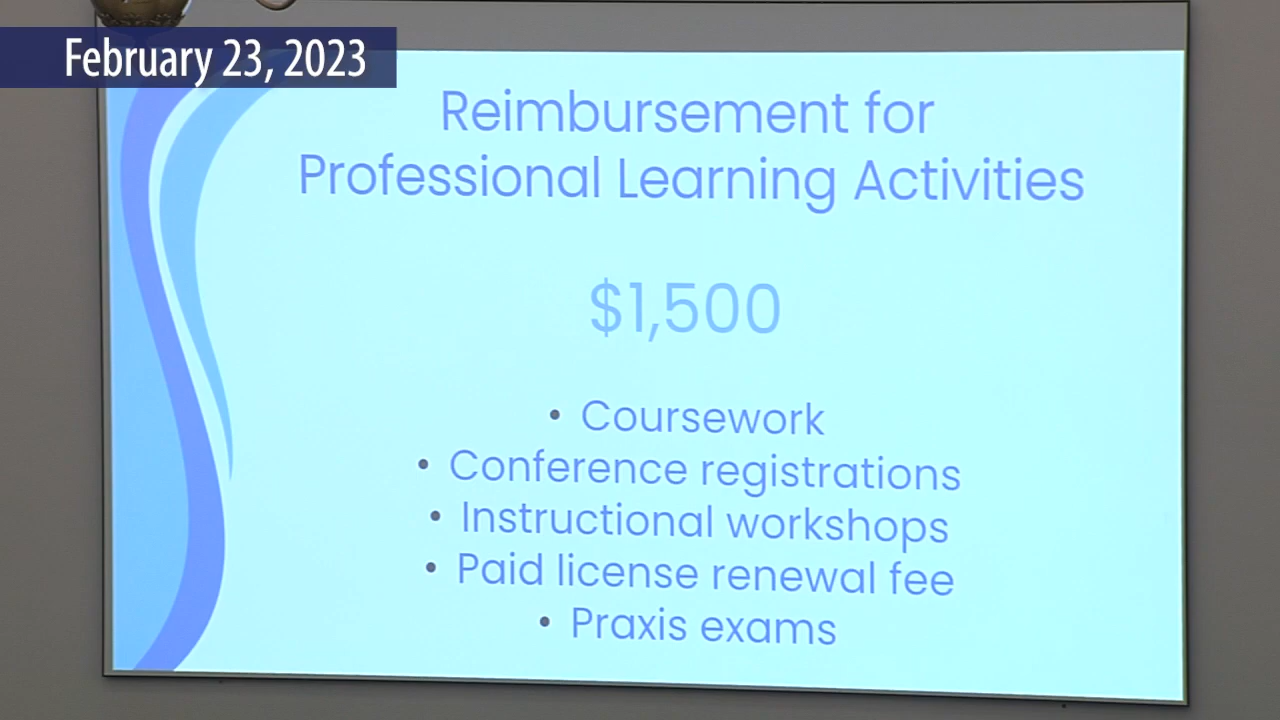 February 23, 2023
Reimbursement for
Professional Learning Activities
$1,500
• Coursework
• Conference registrations
• Instructional workshops
• Paid license renewal fee
• Praxis exams